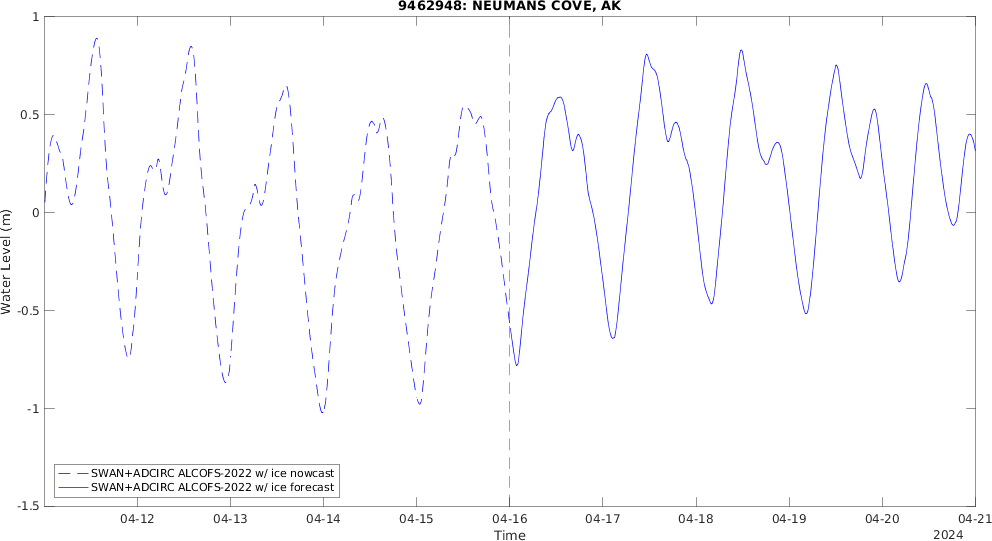 9462948: NEUMANS COVE, AK
1
0.5
0
-0.5
-1
-1.5
Water Level (m)
SWAN+ADCIRC ALCOFS-2022 w/ ice nowcast
SWAN+ADCIRC ALCOFS-2022 w/ ice forecast
04-12 04-13 04-14 04-15 04-16 04-17 04-18 04-19 04-20 04-21
Time
2024